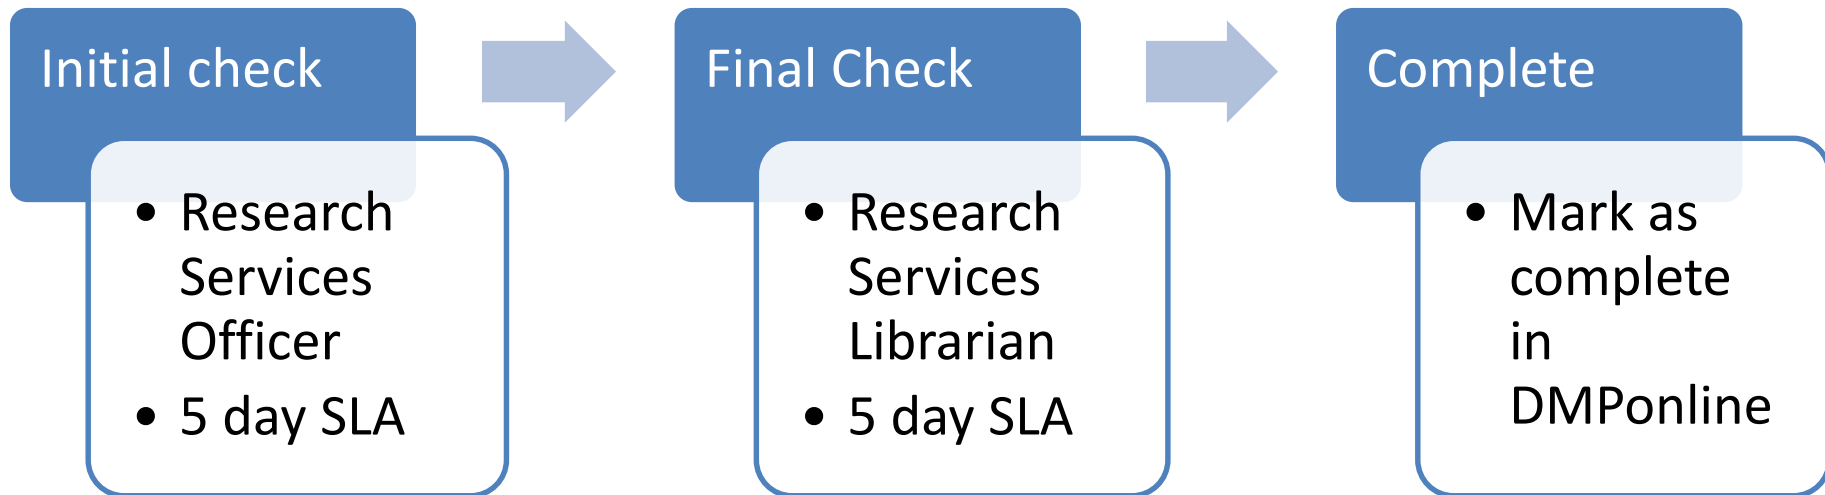 Initial check
• Research
Services
Officer
• 5 day SLA
Final Check
• Research
Services
Librarian
• 5 day SLA
Complete
• Mark as
complete
in
DMPonline